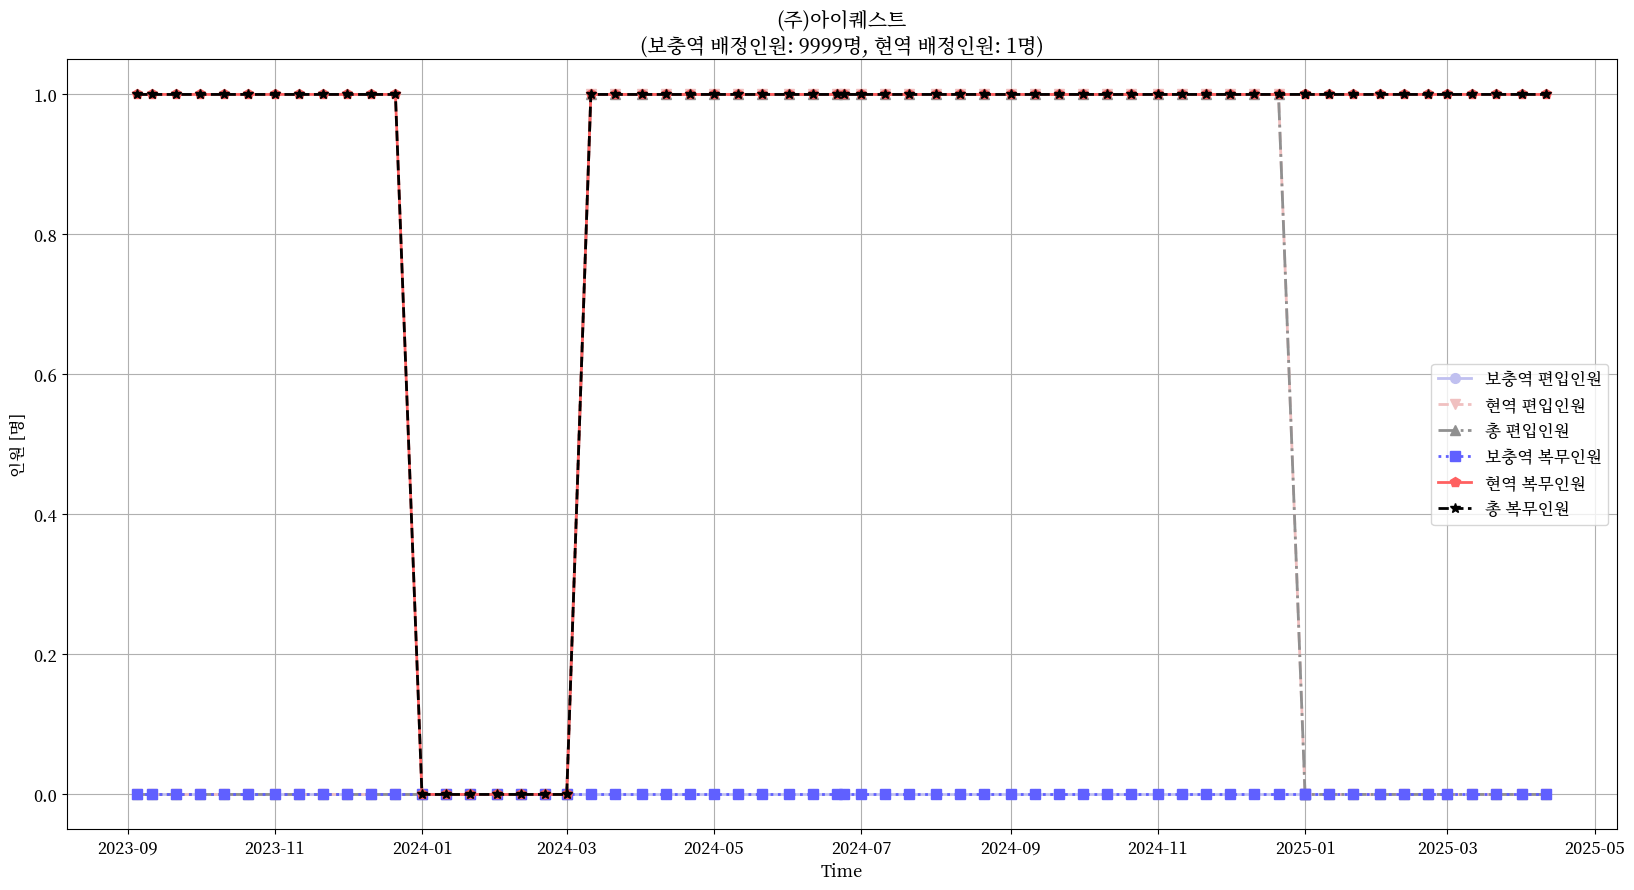 (주)아이퀘스트
(보충역 배정인원: 9999명, 현역 배정인원: 1명)
인원 [명]
1.0
0.8
0.6
0.4
0.2
0.0
보충역 편입인원
현역 편입인원
총 편입인원
보충역 복무인원
현역 복무인원
총 복무인원
2023-09 2023-11 2024-01 2024-03 2024-05 2024-07 2024-09 2024-11 2025-01 2025-03 2025-05
Time